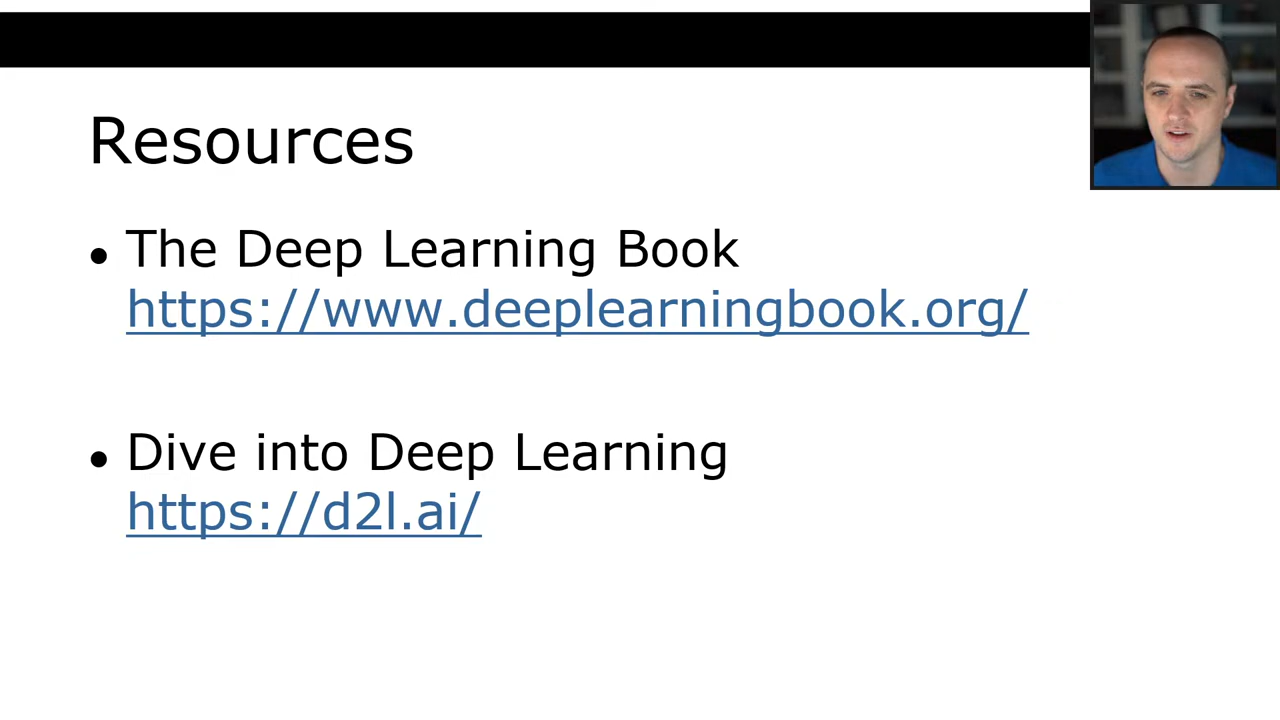 Resources
● The Deep Learning Book
https://www.deeplearningbook.org/
● Dive into Deep Learning
https://d2l.ai/